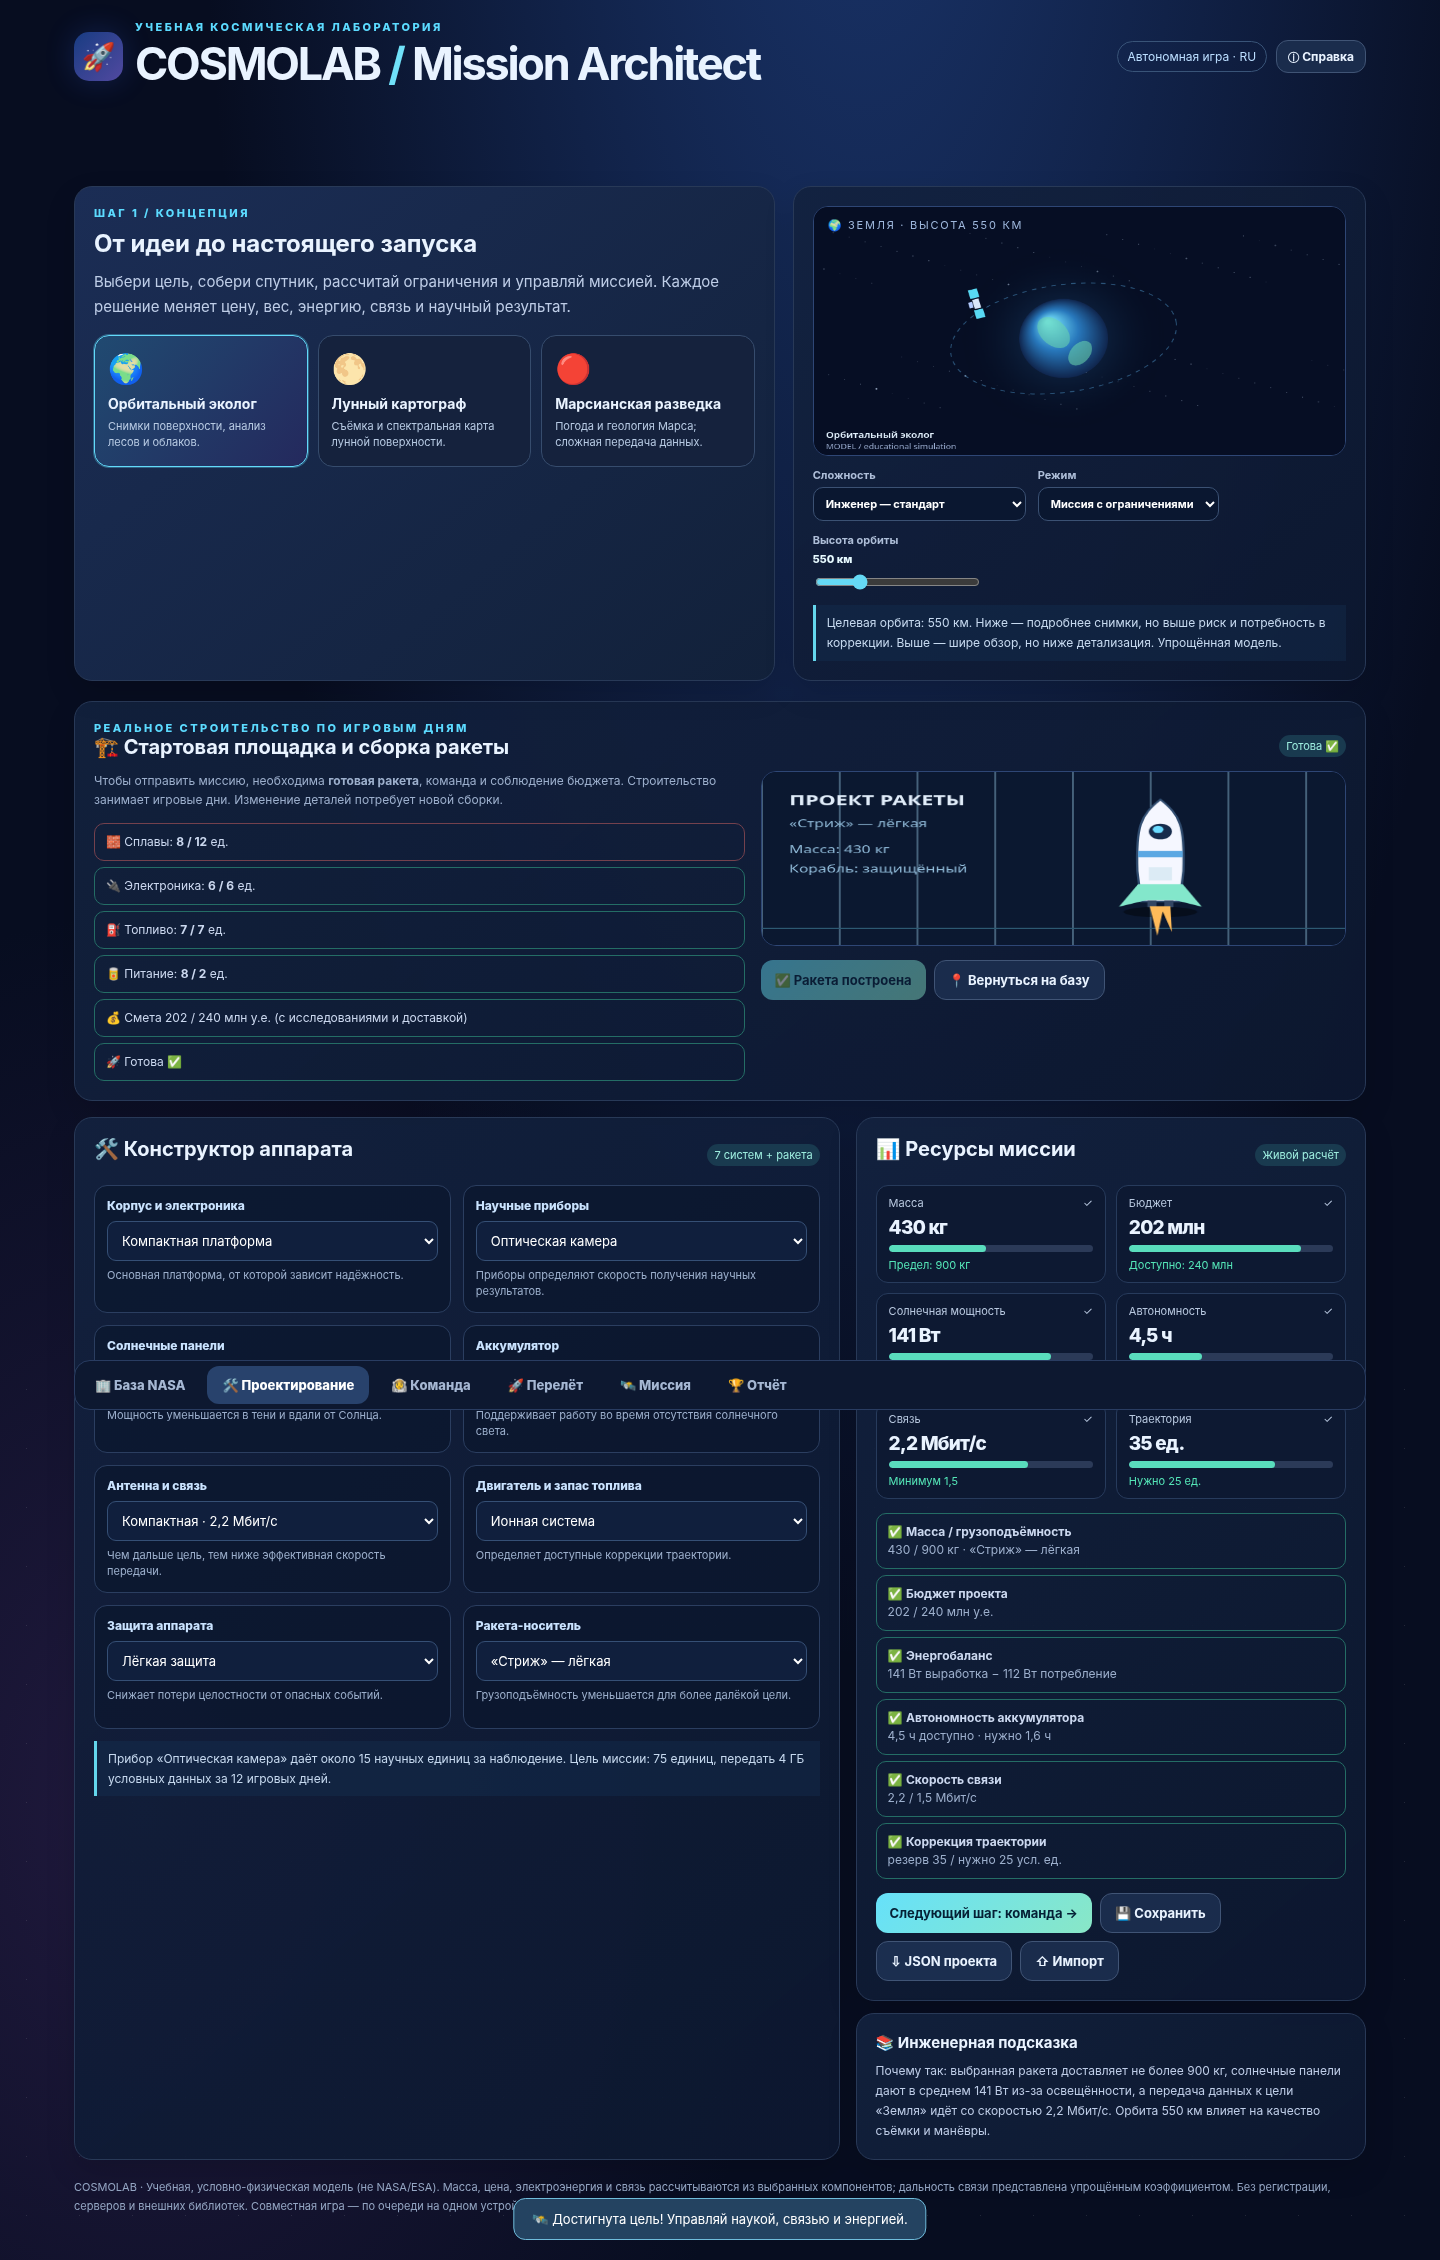 УЧЕБНАЯ КОСМИЧЕСКАЯ ЛАБОРАТОРИЯ
COSMOLAB / Mission Architect
Автономная игра · RU
ⓘ Справка
ШАГ 1 / КОНЦЕПЦИЯ
От идеи до настоящего запуска
Выбери цель, собери спутник, рассчитай ограничения и управляй миссией. Каждое
решение меняет цену, вес, энергию, связь и научный результат.
Орбитальный эколог
Снимки поверхности, анализ
лесов и облаков.
Лунный картограф
Съёмка и спектральная карта
лунной поверхности.
Марсианская разведка
Погода и геология Марса;
сложная передача данных.
🌍 ЗЕМЛЯ · ВЫСОТА 550 КМ
Орбитальный эколог
MODEL / educational simulation
Сложность
Инженер — стандарт
Режим
Миссия с ограничениями
Высота орбиты
550 км
Целевая орбита: 550 км. Ниже — подробнее снимки, но выше риск и потребность в
коррекции. Выше — шире обзор, но ниже детализация. Упрощённая модель.
РЕАЛЬНОЕ СТРОИТЕЛЬСТВО ПО ИГРОВЫМ ДНЯМ
🏗️ Стартовая площадка и сборка ракеты
Готова ✅
Чтобы отправить миссию, необходима готовая ракета, команда и соблюдение бюджета. Строительство
занимает игровые дни. Изменение деталей потребует новой сборки.
🧱 Сплавы: 8 / 12 ед.
🔌 Электроника: 6 / 6 ед.
⛽ Топливо: 7 / 7 ед.
🥫 Питание: 8 / 2 ед.
💰 Смета 202 / 240 млн у.е. (с исследованиями и доставкой)
🚀 Готова ✅
ПРОЕКТ РАКЕТЫ
«Стриж» — лёгкая
Масса: 430 кг
Корабль: защищённый
✅ Ракета построена
📍 Вернуться на базу
🛠️ Конструктор аппарата
7 систем + ракета
Корпус и электроника
Компактная платформа
Основная платформа, от которой зависит надёжность.
Научные приборы
Оптическая камера
Приборы определяют скорость получения научных
результатов.
Солнечные панели
Аккумулятор
🏢 База NASA
🛠️ Проектирование
👩‍🚀 Команда
🚀 Перелёт
🛰️ Миссия
🏆 Отчёт
Мощность уменьшается в тени и вдали от Солнца.
Поддерживает работу во время отсутствия солнечного
света.
Антенна и связь
Компактная · 2,2 Мбит/с
Чем дальше цель, тем ниже эффективная скорость
передачи.
Двигатель и запас топлива
Ионная система
Определяет доступные коррекции траектории.
Защита аппарата
Лёгкая защита
Снижает потери целостности от опасных событий.
Ракета-носитель
«Стриж» — лёгкая
Грузоподъёмность уменьшается для более далёкой цели.
Прибор «Оптическая камера» даёт около 15 научных единиц за наблюдение. Цель миссии: 75 единиц, передать 4 ГБ
условных данных за 12 игровых дней.
📊 Ресурсы миссии
Живой расчёт
Масса ✓
430 кг
Предел: 900 кг
Бюджет ✓
202 млн
Доступно: 240 млн
Солнечная мощность ✓
141 Вт
Автономность ✓
4,5 ч
Связь ✓
2,2 Мбит/с
Минимум 1,5
Траектория ✓
35 ед.
Нужно 25 ед.
✅ Масса / грузоподъёмность
430 / 900 кг · «Стриж» — лёгкая
✅ Бюджет проекта
202 / 240 млн у.е.
✅ Энергобаланс
141 Вт выработка − 112 Вт потребление
✅ Автономность аккумулятора
4,5 ч доступно · нужно 1,6 ч
✅ Скорость связи
2,2 / 1,5 Мбит/с
✅ Коррекция траектории
резерв 35 / нужно 25 усл. ед.
Следующий шаг: команда →
💾 Сохранить
⇩ JSON проекта
⇧ Импорт
📚 Инженерная подсказка
Почему так: выбранная ракета доставляет не более 900 кг, солнечные панели
дают в среднем 141 Вт из-за освещённости, а передача данных к цели
«Земля» идёт со скоростью 2,2 Мбит/с. Орбита 550 км влияет на качество
съёмки и манёвры.
COSMOLAB · Учебная, условно-физическая модель (не NASA/ESA). Масса, цена, электроэнергия и связь рассчитываются из выбранных компонентов; дальность связи представлена упрощённым коэффициентом. Без регистрации,
серверов и внешних библиотек. Совместная игра — по очереди на одном
🛰️ Достигнута цель! Управляй наукой, связью и энергией.